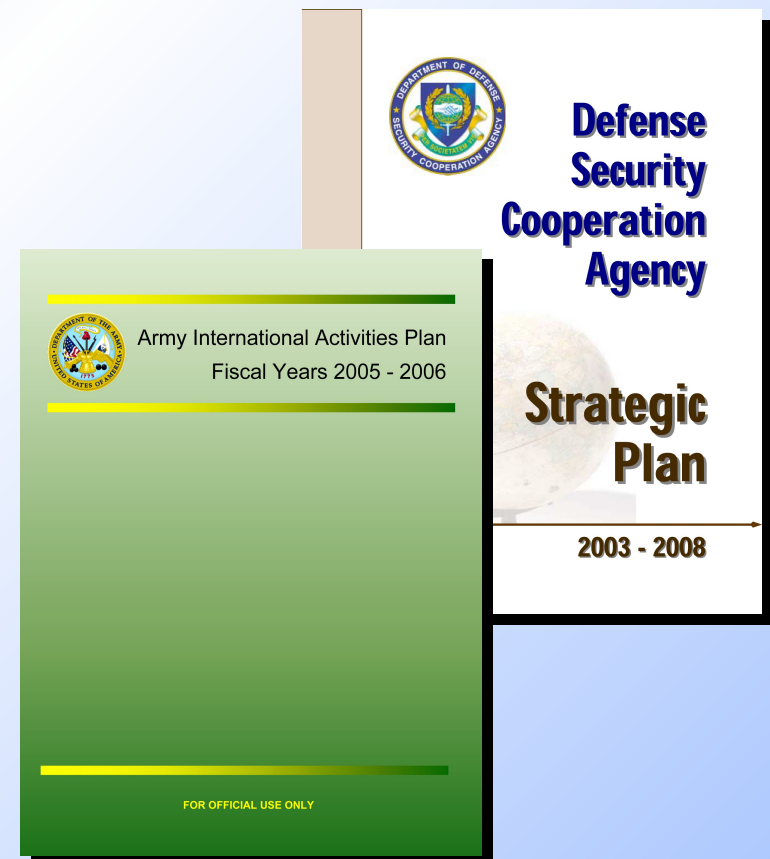 DEPARTMENT OF DEFENSE
SECURITY COOPERATION AGENCY
Defense
Security
Cooperation
Agency
Strategic
Plan
2003 - 2008
DEPARTMENT OF THE ARMY
UNITED STATES OF AMERICA
1775
Army International Activities Plan
Fiscal Years 2005 - 2006
FOR OFFICIAL USE ONLY